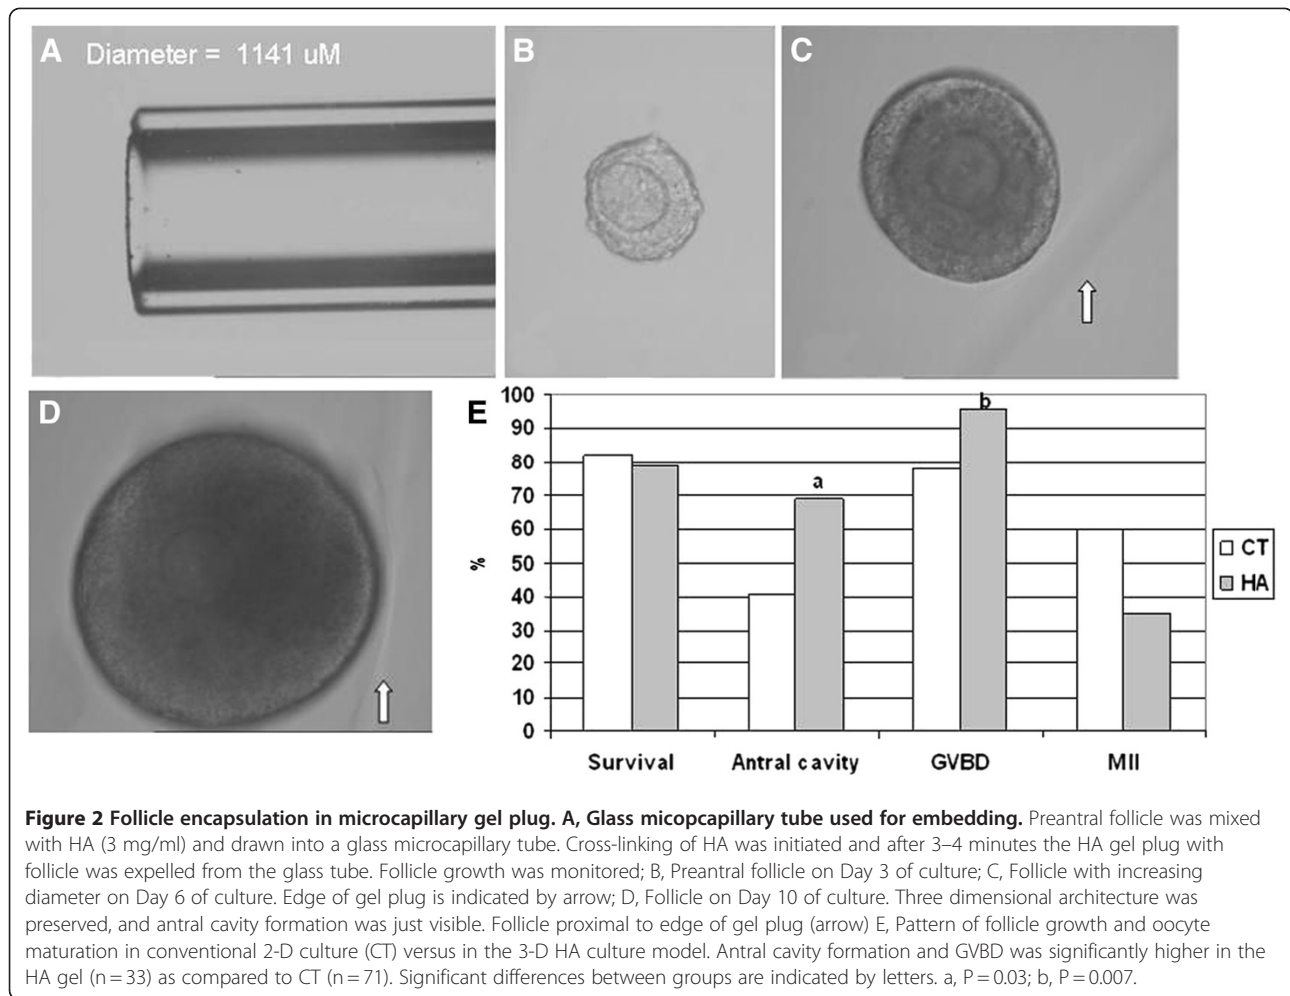 A Diameter = 1141 uM
B
C
D
E
100
90
80
70
60
50
40
30
20
10
0
%
a
b
Survival
Antral cavity
GVBD
MII
CT
HA
Figure 2 Follicle encapsulation in microcapillary gel plug. A, Glass micopcapillary tube used for embedding. Preantral follicle was mixed
with HA (3 mg/ml) and drawn into a glass microcapillary tube. Cross-linking of HA was initiated and after 3–4 minutes the HA gel plug with
follicle was expelled from the glass tube. Follicle growth was monitored; B, Preantral follicle on Day 3 of culture; C, Follicle with increasing
diameter on Day 6 of culture. Edge of gel plug is indicated by arrow; D, Follicle on Day 10 of culture. Three dimensional architecture was
preserved, and antral cavity formation was just visible. Follicle proximal to edge of gel plug (arrow) E, Pattern of follicle growth and oocyte
maturation in conventional 2-D culture (CT) versus in the 3-D HA culture model. Antral cavity formation and GVBD was significantly higher in the
HA gel (n = 33) as compared to CT (n = 71). Significant differences between groups are indicated by letters. a, P = 0.03; b, P = 0.007.